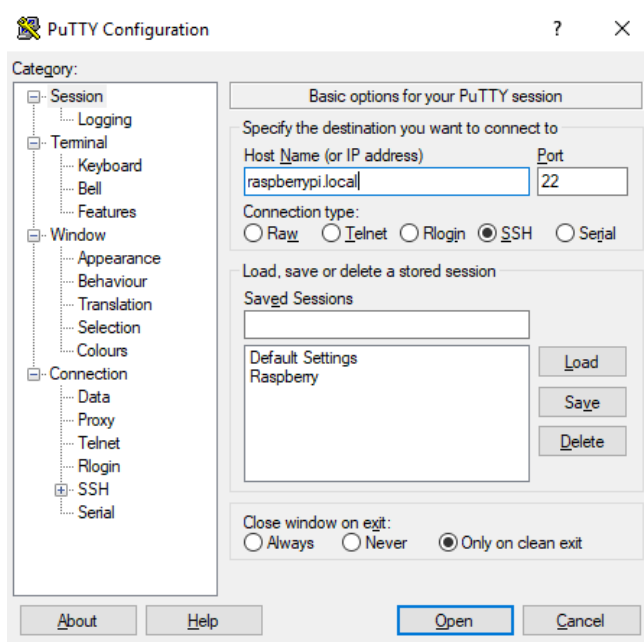 PuTTY Configuration
?
Category:
Session
Logging
Terminal
Keyboard
Bell
Features
Window
Appearance
Behaviour
Translation
Selection
Colours
Connection
Data
Proxy
Telnet
Rlogin
SSH
Serial
Basic options for your PuTTY session
Specify the destination you want to connect to
Host Name (or IP address) Port
raspberrypi.local 22
Connection type:
Raw Telnet Rlogin SSH Serial
Load, save or delete a stored session
Saved Sessions
Default Settings
Raspberry
Load
Save
Delete
Close window on exit:
Always Never Only on clean exit
About Help Open Cancel